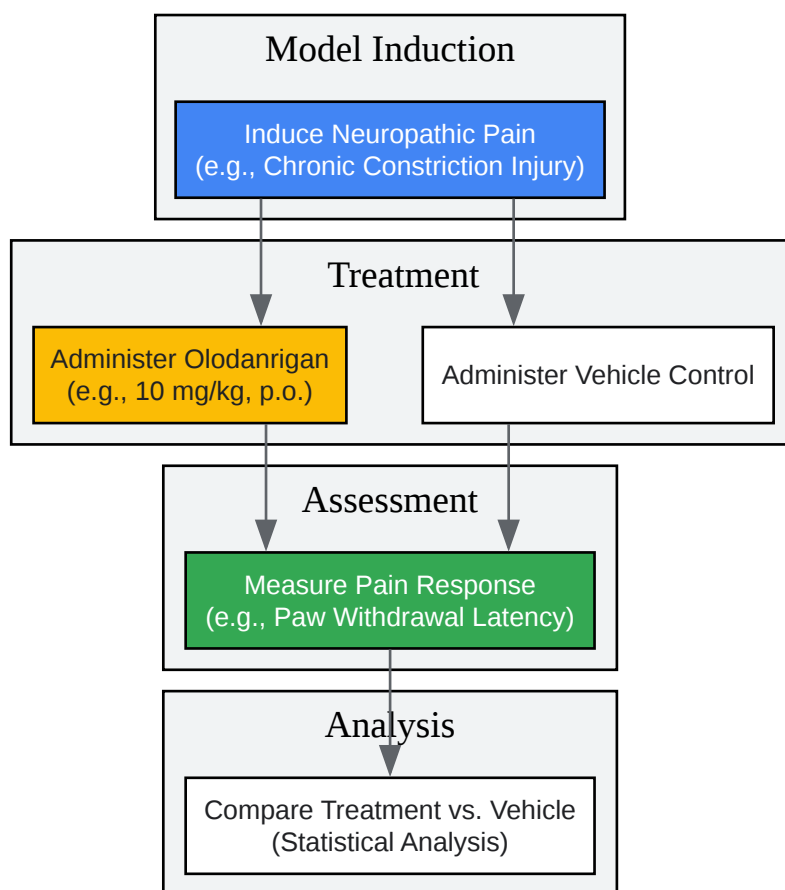 Model Induction
Induce Neuropathic Pain
(e.g., Chronic Constriction Injury)
Treatment
Administer Olodanrigan
(e.g., 10 mg/kg, p.o.)
Administer Vehicle Control
Assessment
Measure Pain Response
(e.g., Paw Withdrawal Latency)
Analysis
Compare Treatment vs. Vehicle
(Statistical Analysis)